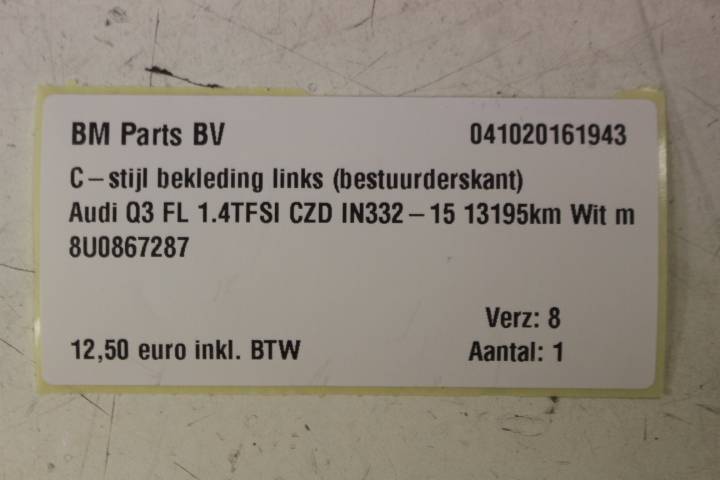 BM Parts BV 041020161943
C-stijl bekleding links (bestuurderskant)
Audi Q3 FL 1.4TFSI CZD IN332-15 13195km Wit m
8U0867287
Verz: 8
12,50 euro inkl. BTW Aantal: 1